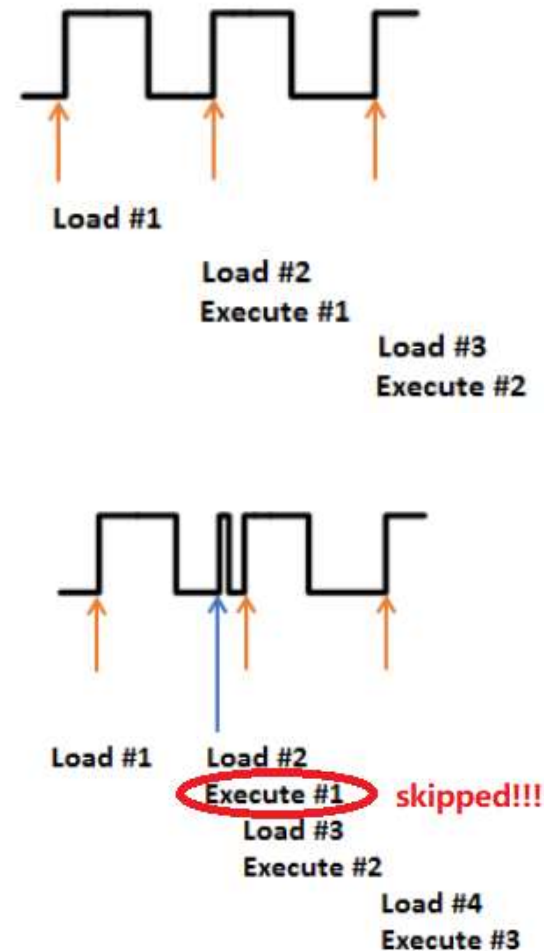 Load #1
Load #2
Execute #1
Load #3
Execute #2
Load #1 Load #2
Execute #1 skipped!!!
Load #3
Execute #2
Load #4
Execute #3